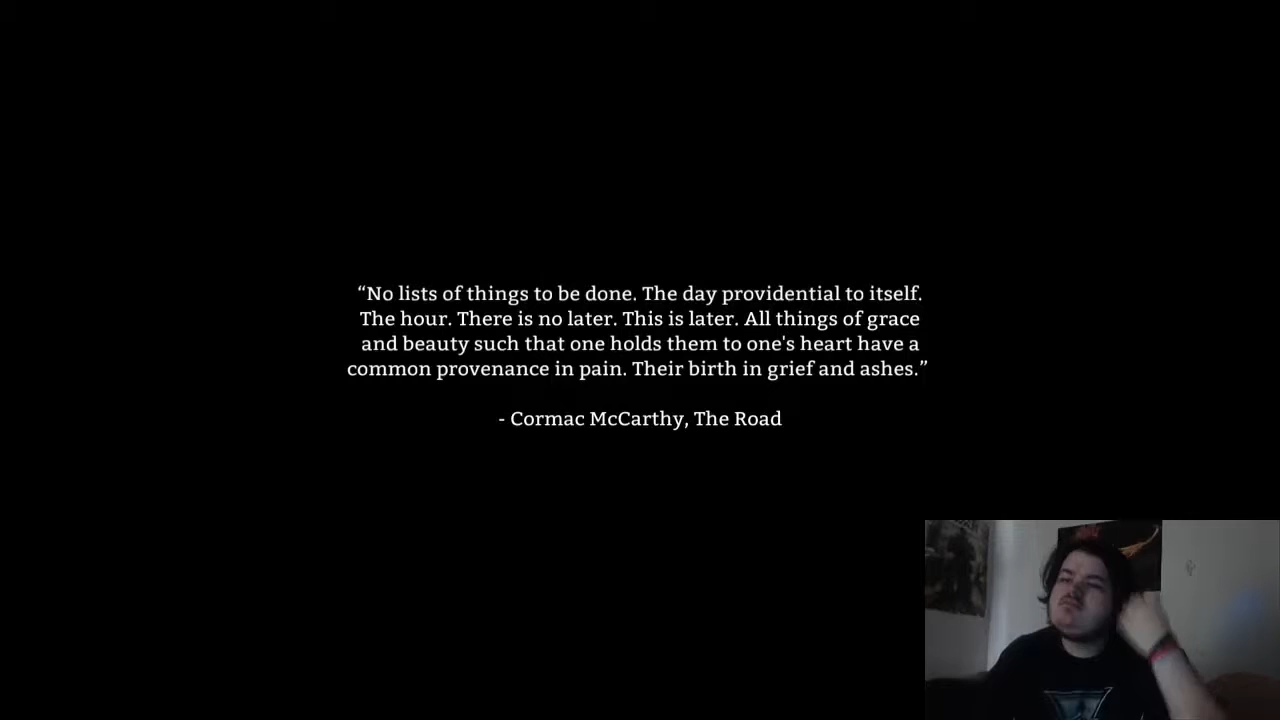 “No lists of things to be done. The day providential to itself.
The hour. There is no later. This is later. All things of grace
and beauty such that one holds them to one's heart have a
common provenance in pain. Their birth in grief and ashes.”
- Cormac McCarthy, The Road